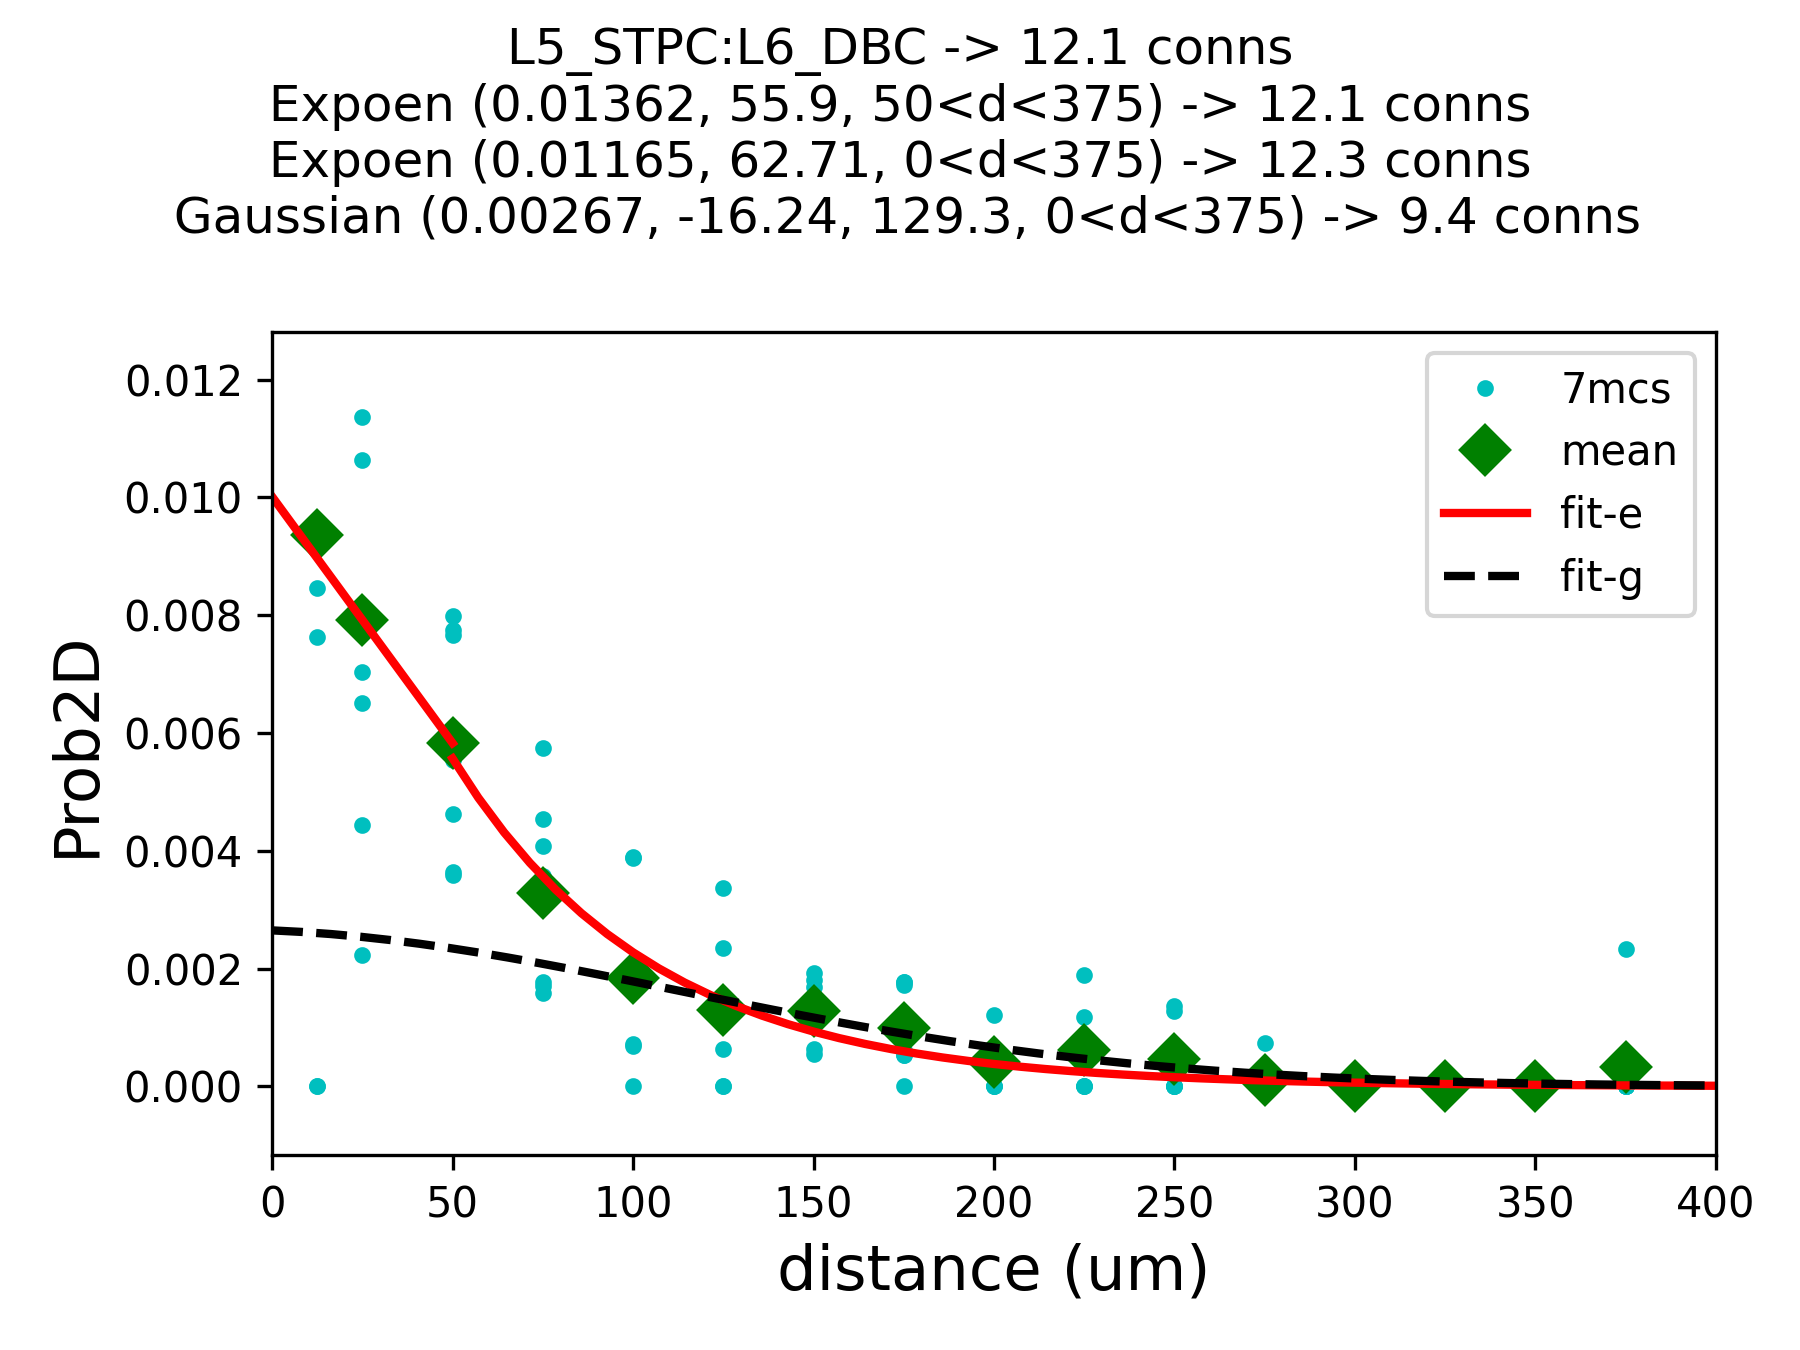 L5_STPC:L6_DBC -> 12.1 conns
Expoen (0.01362, 55.9, 50<d<375) -> 12.1 conns
Expoen (0.01165, 62.71, 0<d<375) -> 12.3 conns
Gaussian (0.00267, -16.24, 129.3, 0<d<375) -> 9.4 conns
7mcs
mean
fit-e
fit-g
Prob2D
0.012
0.010
0.008
0.006
0.004
0.002
0.000
0 50 100 150 200 250 300 350 400
distance (um)